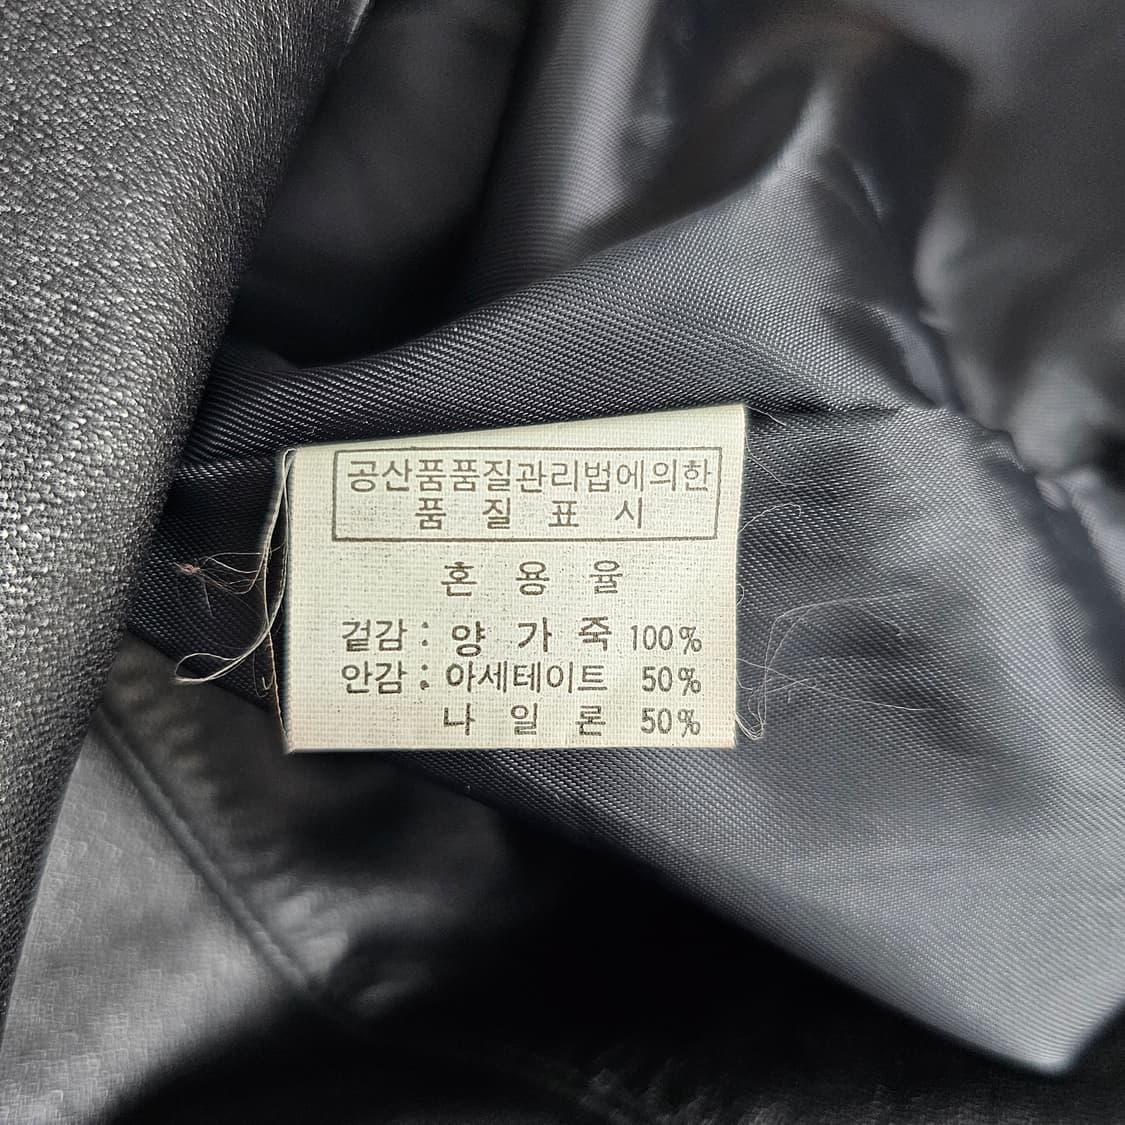 공산품품질관리법에의한
품 질 표 시
혼 용 율
겉감 : 양 가 죽 100%
안감 : 아세테이트 50%
나 일 론 50%